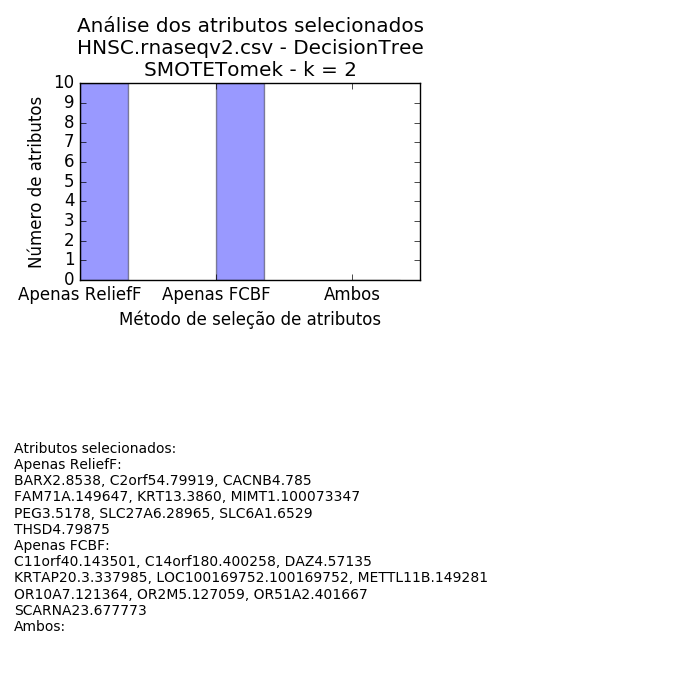 Análise dos atributos selecionados
HNSC.rnaseqv2.csv - DecisionTree
SMOTETomek - k = 2
10
9
8
7
6
5
4
3
2
1
0
Número de atributos
Apenas ReliefF
Apenas FCBF
Ambos
Método de seleção de atributos
Atributos selecionados:
Apenas ReliefF:
BARX2.8538, C2orf54.79919, CACNB4.785
FAM71A.149647, KRT13.3860, MIMT1.100073347
PEG3.5178, SLC27A6.28965, SLC6A1.6529
THSD4.79875
Apenas FCBF:
C11orf40.143501, C14orf180.400258, DAZ4.57135
KRTAP20.3.337985, LOC100169752.100169752, METTL11B.149281
OR10A7.121364, OR2M5.127059, OR51A2.401667
SCARNA23.677773
Ambos: